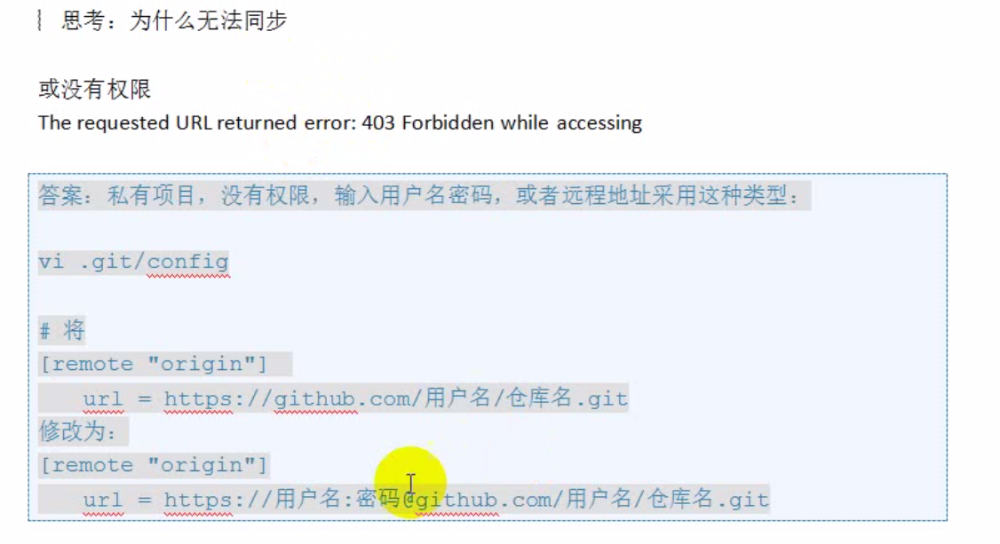 思考：为什么无法同步
或没有权限
The requested URL returned error: 403 Forbidden while accessing
答案：私有项目，没有权限，输入用户名密码，或者远程地址采用这种类型：
vi .git/config
# 将
[remote "origin"]
url = https://github.com/用户名/仓库名.git
修改为：
[remote "origin"]
url = https://用户名:密码@github.com/用户名/仓库名.git